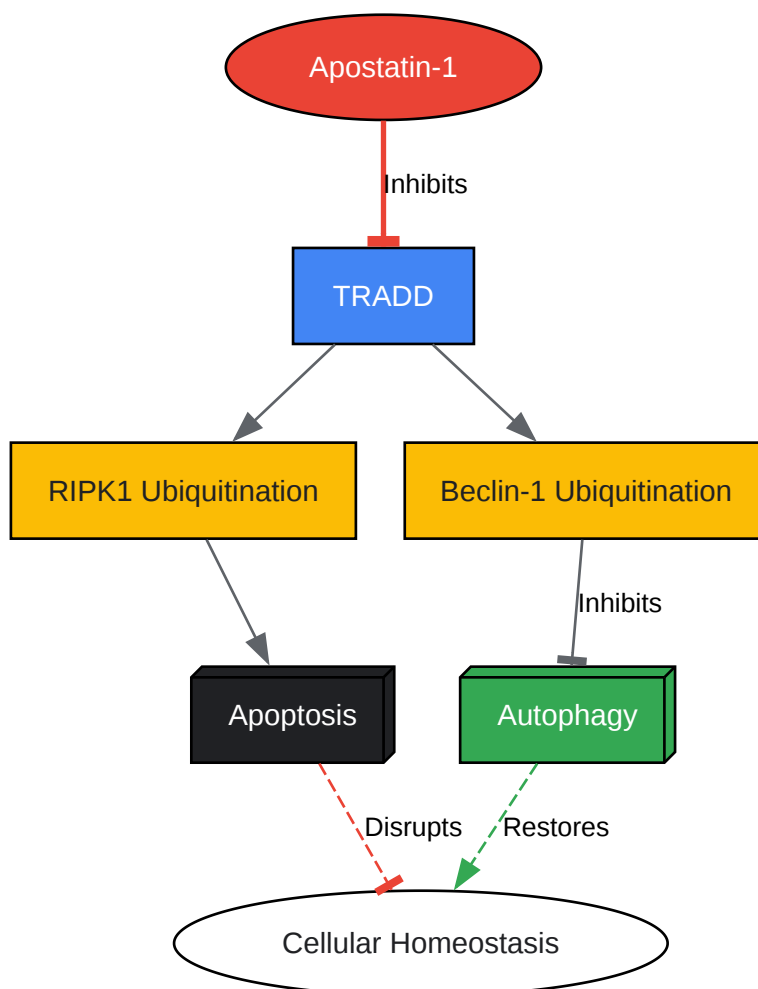 Apostatin-1
Inhibits
TRADD
RIPK1 Ubiquitination
Beclin-1 Ubiquitination
Inhibits
Apoptosis
Autophagy
Disrupts
Restores
Cellular Homeostasis